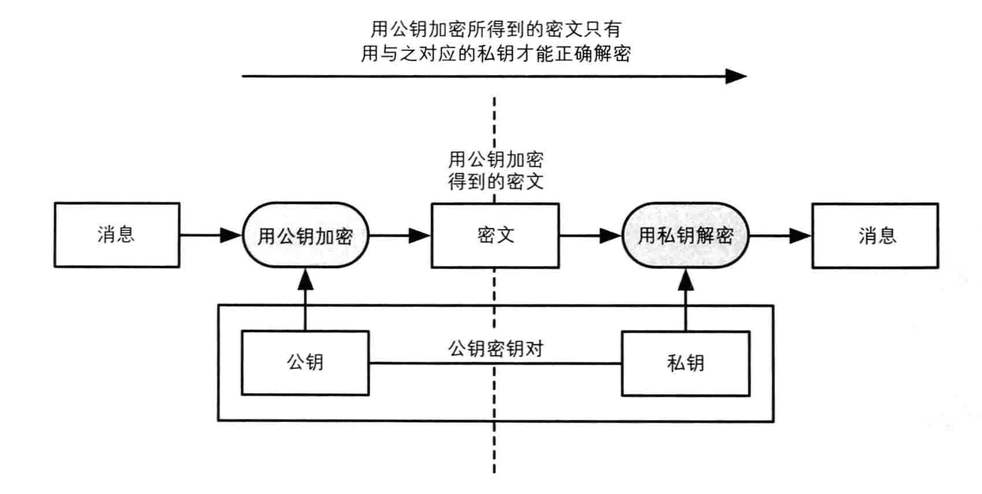 用公钥加密所得到的密文只有
用与之对应的私钥才能正确解密
用公钥加密
得到的密文
消息
用公钥加密
密文
用私钥解密
消息
公钥密钥对
公钥
私钥